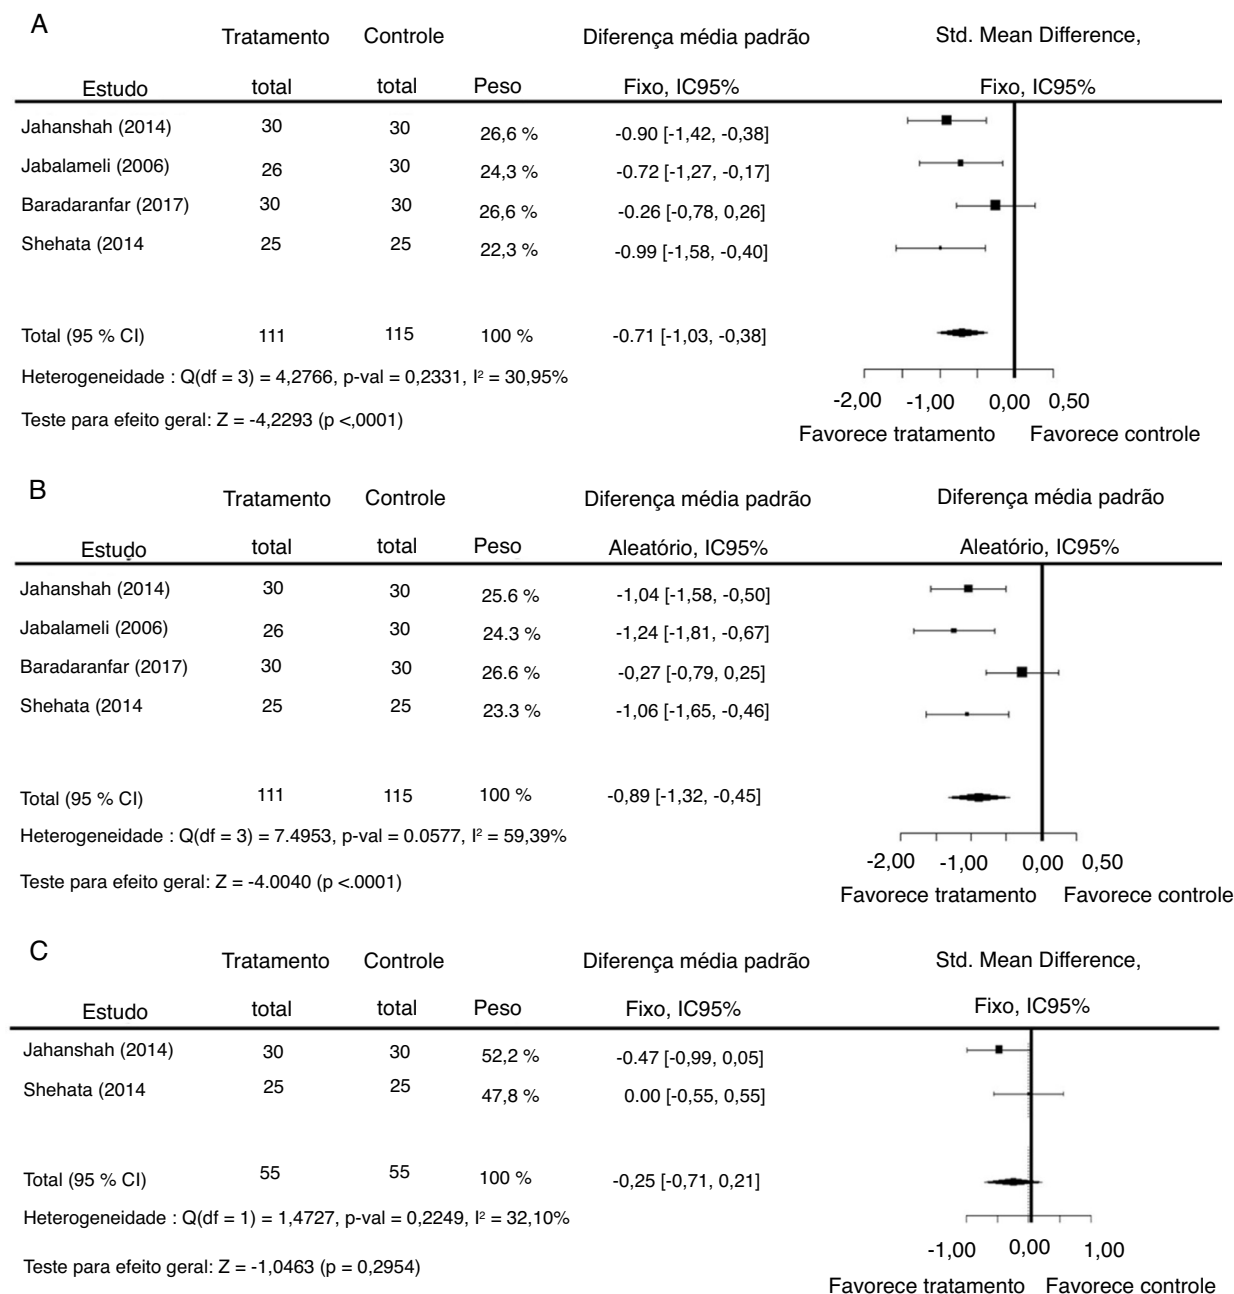 A
Tratamento Controle Diferença média padrão Std. Mean Difference,
Estudo total total Peso Fixo, IC95% Fixo, IC95%
Jahanshah (2014) 30 30 26,6 % -0.90 [-1,42, -0,38]
Jabalameli (2006) 26 30 24,3 % -0.72 [-1,27, -0,17]
Baradaranfar (2017) 30 30 26,6 % -0.26 [-0,78, 0,26]
Shehata (2014 25 25 22,3 % -0.99 [-1,58, -0,40]
Total (95 % CI) 111 115 100 % -0.71 [-1,03, -0,38]
Heterogeneidade : Q(df = 3) = 4,2766, p-val = 0,2331, I² = 30,95%
-2,00 -1,00 0,00 0,50
Teste para efeito geral: Z = -4,2293 (p <,0001)
Favorece tratamento Favorece controle
B
Tratamento Controle Diferença média padrão Diferença média padrão
Estudo total total Peso Aleatório, IC95% Aleatório, IC95%
Jahanshah (2014) 30 30 25.6 % -1,04 [-1,58, -0,50]
Jabalameli (2006) 26 30 24.3 % -1,24 [-1,81, -0,67]
Baradaranfar (2017) 30 30 26.6 % -0,27 [-0,79, 0,25]
Shehata (2014 25 25 23.3 % -1,06 [-1,65, -0,46]
Total (95 % CI) 111 115 100 % -0,89 [-1,32, -0,45]
Heterogeneidade : Q(df = 3) = 7.4953, p-val = 0.0577, I² = 59,39%
-2,00 -1,00 0,00 0,50
Teste para efeito geral: Z = -4.0040 (p <.0001)
Favorece tratamento Favorece controle
C
Tratamento Controle Diferença média padrão Std. Mean Difference,
Estudo total total Peso Fixo, IC95% Fixo, IC95%
Jahanshah (2014) 30 30 52,2 % -0.47 [-0,99, 0,05]
Shehata (2014 25 25 47,8 % 0.00 [-0,55, 0,55]
Total (95 % CI) 55 55 100 % -0,25 [-0,71, 0,21]
Heterogeneidade : Q(df = 1) = 1,4727, p-val = 0,2249, I² = 32,10%
-1,00 0,00 1,00
Teste para efeito geral: Z = -1,0463 (p = 0,2954)
Favorece tratamento Favorece controle